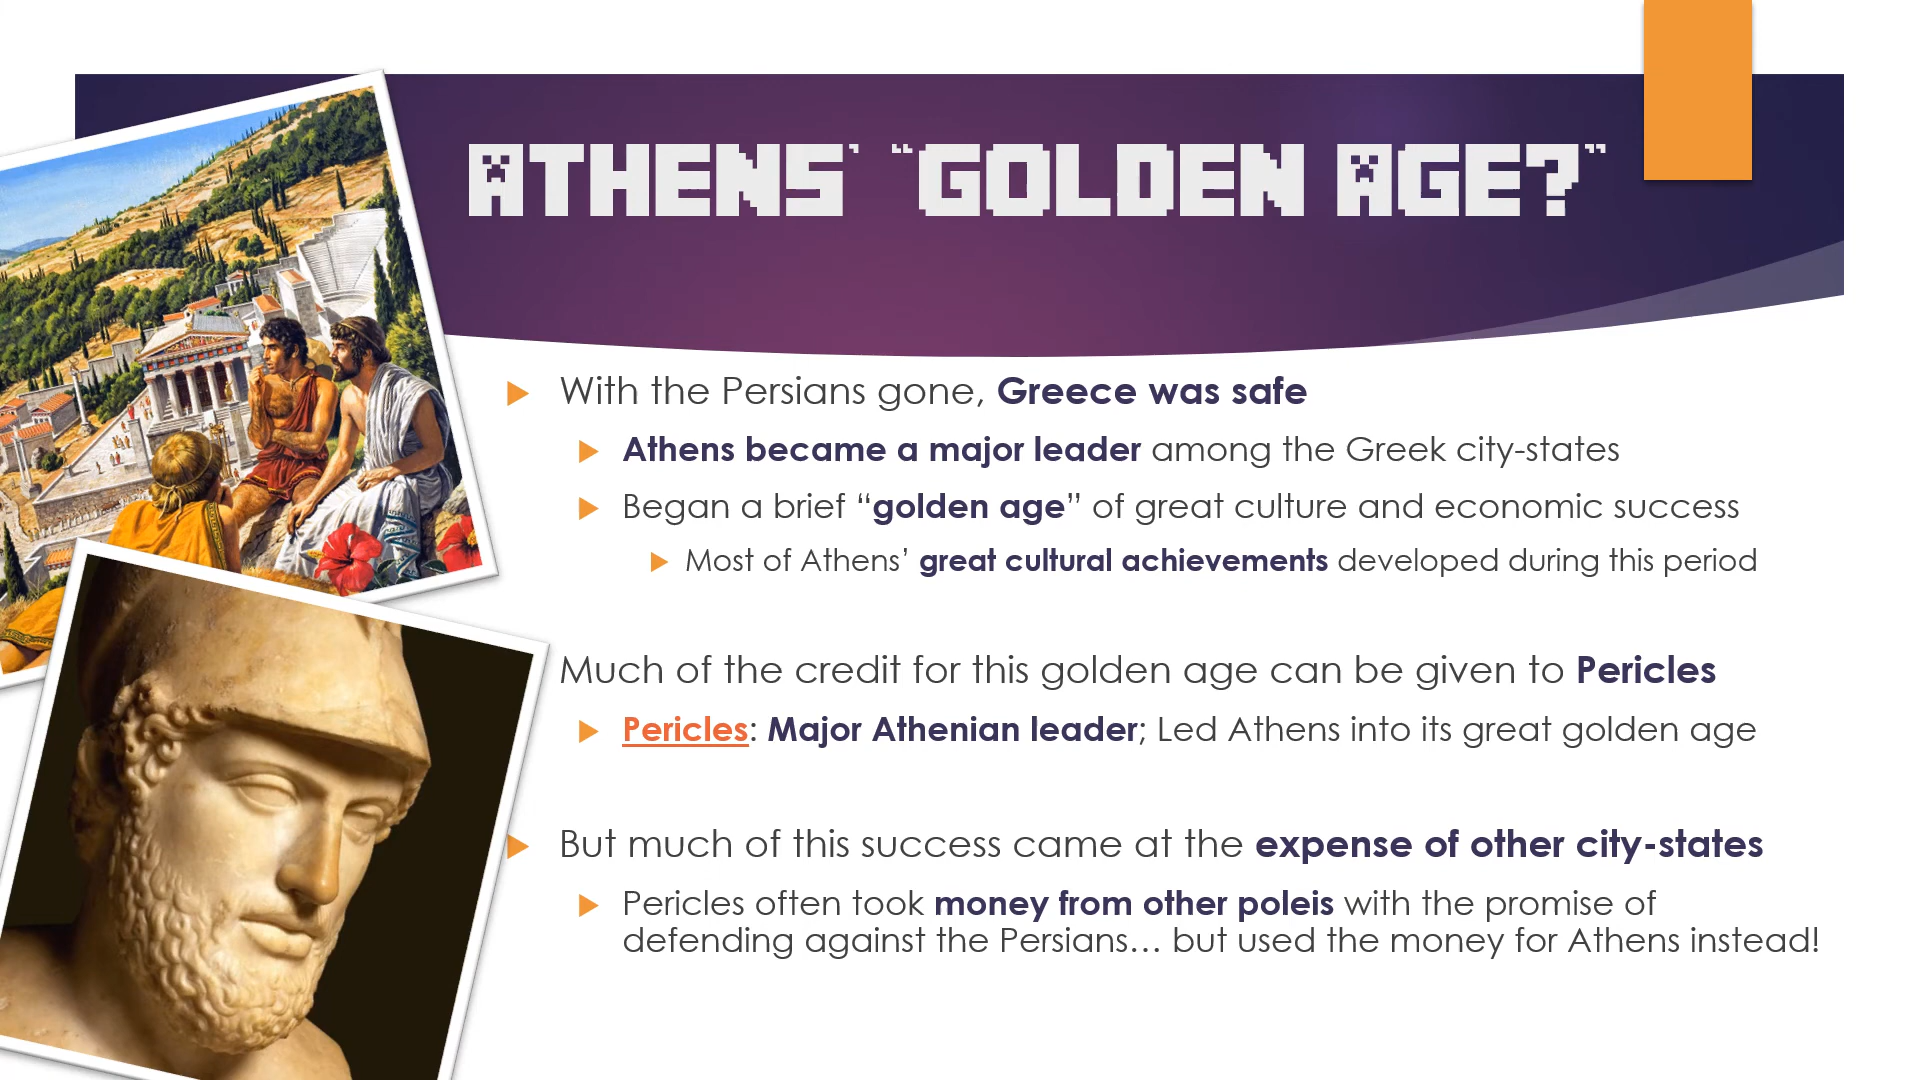 ATHENS’ “GOLDEN AGE?”
With the Persians gone, Greece was safe
Athens became a major leader among the Greek city-states
Began a brief “golden age” of great culture and economic success
Most of Athens’ great cultural achievements developed during this period
Much of the credit for this golden age can be given to Pericles
Pericles: Major Athenian leader; Led Athens into its great golden age
But much of this success came at the expense of other city-states
Pericles often took money from other poleis with the promise of
defending against the Persians… but used the money for Athens instead!